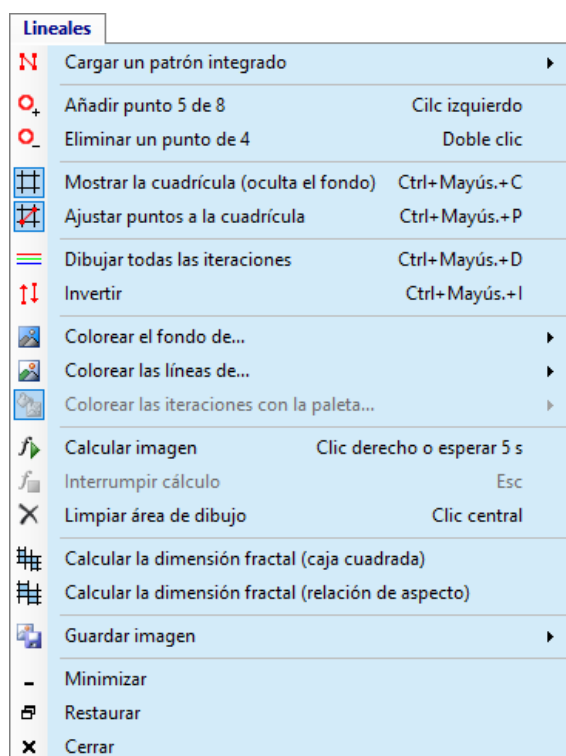 Lineales
Cargar un patrón integrado
Añadir punto 5 de 8 Cilc izquierdo
Eliminar un punto de 4 Doble clic
Mostrar la cuadrícula (oculta el fondo) Ctrl+Mayús.+C
Ajustar puntos a la cuadrícula Ctrl+Mayús.+P
Dibujar todas las iteraciones Ctrl+Mayús.+D
Invertir Ctrl+Mayús.+I
Colorear el fondo de...
Colorear las líneas de...
Colorear las iteraciones con la paleta...
Calcular imagen Clic derecho o esperar 5 s
Interrumpir cálculo Esc
Limpiar área de dibujo Clic central
Calcular la dimensión fractal (caja cuadrada)
Calcular la dimensión fractal (relación de aspecto)
Guardar imagen
Minimizar
Restaurar
Cerrar